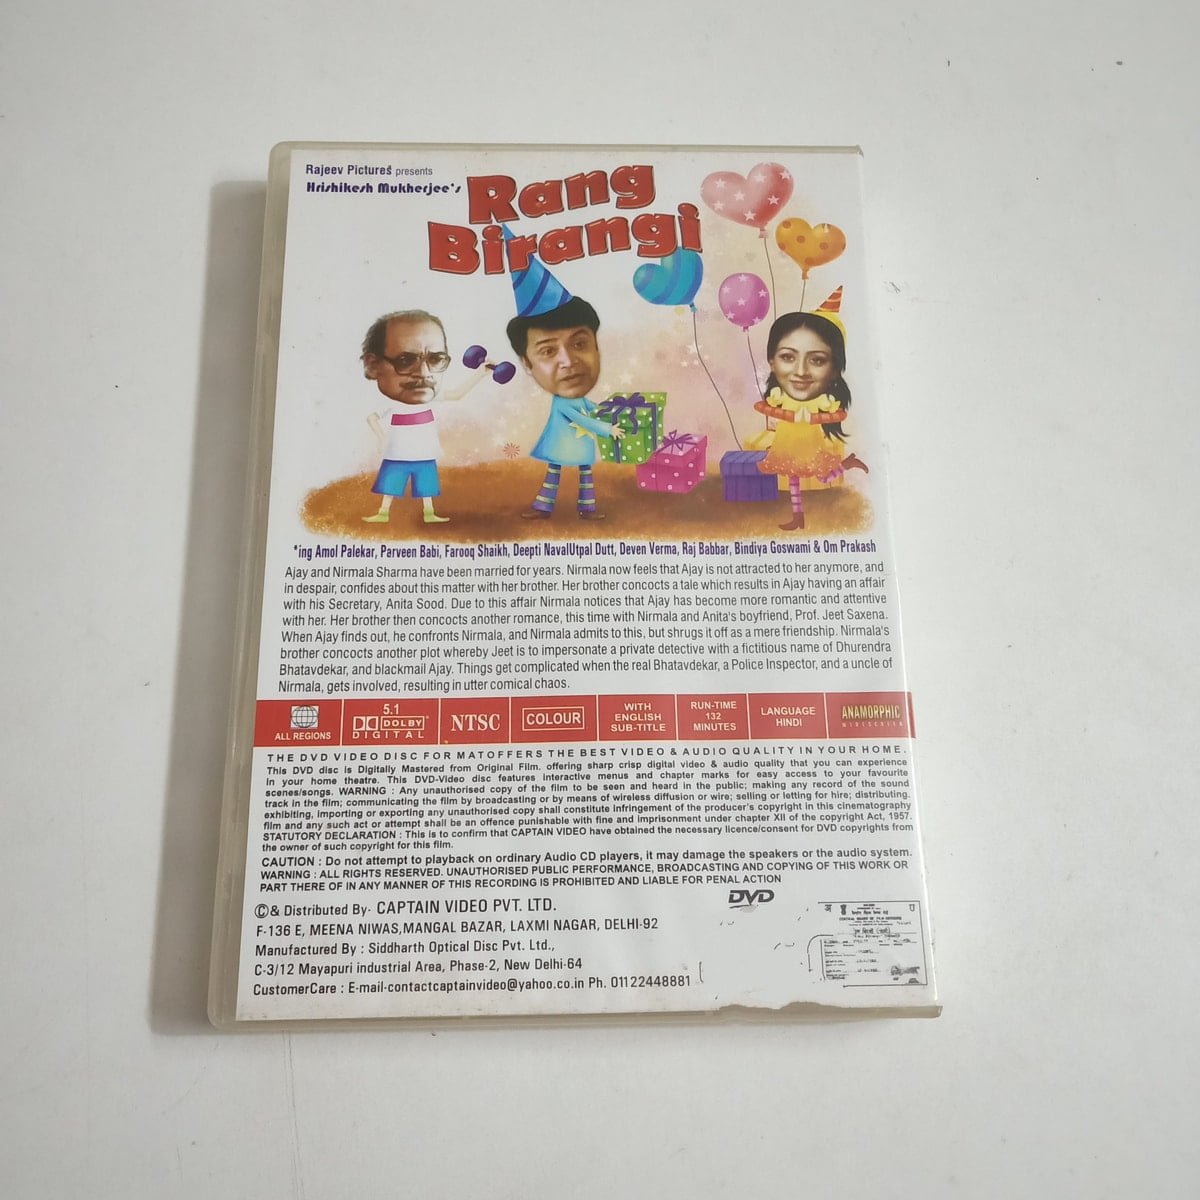 Rajeev Pictures presents
Hrishikesh Mukherjee's
Rang
Birangi
*ing Amol Palekar, Parveen Babi, Farooq Shaikh, Deepti NavalUtpal Dutt, Deven Verma, Raj Babbar, Bindiya Goswami & Om Prakash
Ajay and Nirmala Sharma have been married for years. Nirmala now feels that Ajay is not attracted to her anymore, and
in despair, confides about this matter with her brother. Her brother concocts a tale which results in Ajay having an affair
with his Secretary, Anita Sood. Due to this affair Nirmala notices that Ajay has become more romantic and attentive
with her. Her brother then concocts another romance, this time with Nirmala and Anita's boyfriend, Prof. Jeet Saxena.
When Ajay finds out, he confronts Nirmala, and Nirmala admits to this, but shrugs it off as a mere friendship. Nirmala's
brother concocts another plot whereby Jeet is to impersonate a private detective with a fictitious name of Dhurendra
Bhatavdekar, and blackmail Ajay. Things get complicated when the real Bhatavdekar, a Police Inspector, and a uncle of
Nirmala, gets involved, resulting in utter comical chaos.
ALL REGIONS
5.1
DOLBY
DIGITAL
NTSC
COLOUR
WITH
ENGLISH
SUB-TITLE
RUN-TIME
132
MINUTES
LANGUAGE
HINDI
ANAMORPHIC
WIDESCREEN
THE DVD VIDEO DISC FOR MATOFFERS THE BEST VIDEO & AUDIO QUALITY IN YOUR HOME.
This DVD disc is Digitally Mastered from Original Film. offering sharp crisp digital video & audio quality that you can experience
in your home theatre. This DVD-Video disc features interactive menus and chapter marks for easy access to your favourite
scenes/songs. WARNING : Any unauthorised copy of the film to be seen and heard in the public; making any record of the sound
track in the film; communicating the film by broadcasting or by means of wireless diffusion or wire; selling or letting for hire; distributing.
exhibiting, importing or exporting any unauthorised copy shall constitute infringement of the producer's copyright in this cinematography
film and any such act or attempt shall be an offence punishable with fine and imprisonment under chapter XII of the copyright Act, 1957.
STATUTORY DECLARATION : This is to confirm that CAPTAIN VIDEO have obtained the necessary licence/consent for DVD copyrights from
the owner of such copyright for this film.
CAUTION : Do not attempt to playback on ordinary Audio CD players, it may damage the speakers or the audio system.
WARNING : ALL RIGHTS RESERVED. UNAUTHORISED PUBLIC PERFORMANCE, BROADCASTING AND COPYING OF THIS WORK OR
PART THERE OF IN ANY MANNER OF THIS RECORDING IS PROHIBITED AND LIABLE FOR PENAL ACTION
DVD
©& Distributed By- CAPTAIN VIDEO PVT. LTD.
F-136 E, MEENA NIWAS,MANGAL BAZAR, LAXMI NAGAR, DELHI-92
Manufactured By : Siddharth Optical Disc Pvt. Ltd.,
C-3/12 Mayapuri industrial Area, Phase-2, New Delhi-64
CustomerCare : E-mail-contactcaptainvideo@yahoo.co.in Ph. 01122448881
अ